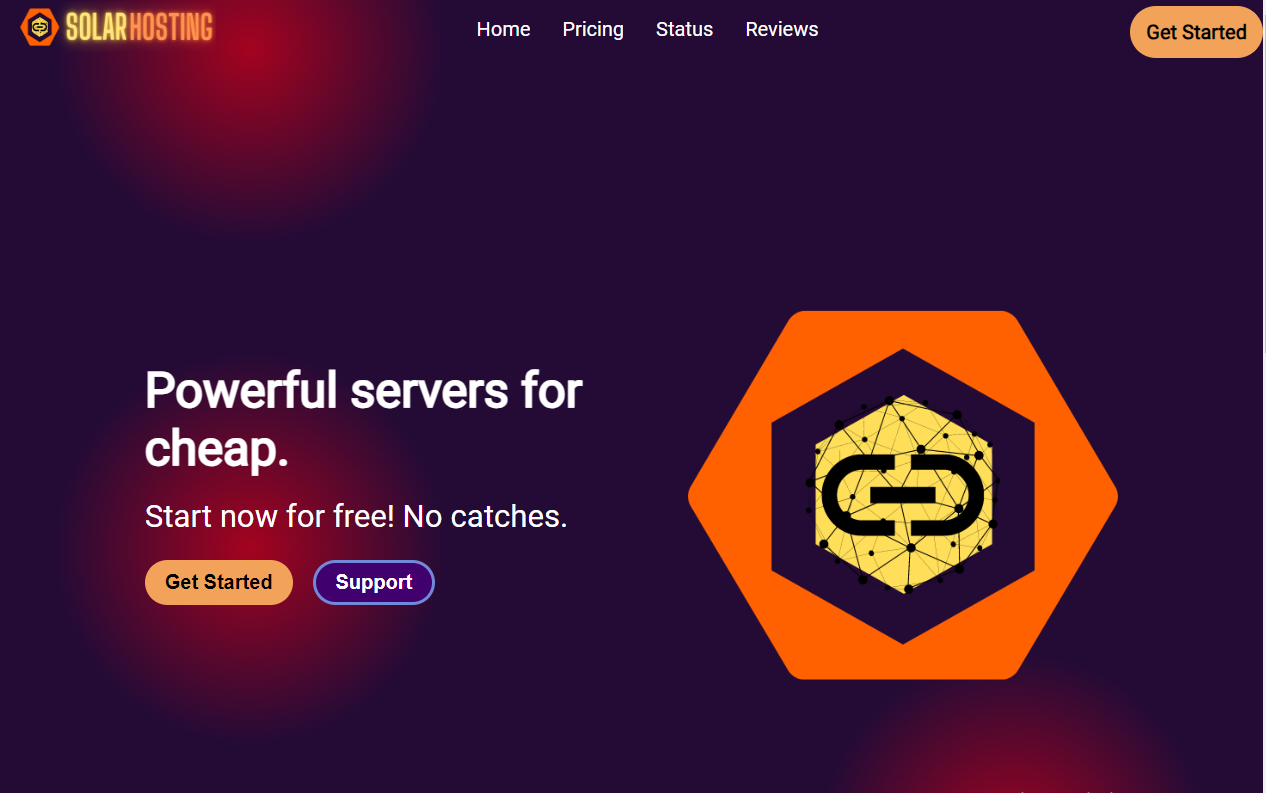 SOLARHOSTING
Home Pricing Status Reviews
Get Started
Powerful servers for
cheap.
Start now for free! No catches.
Get Started Support